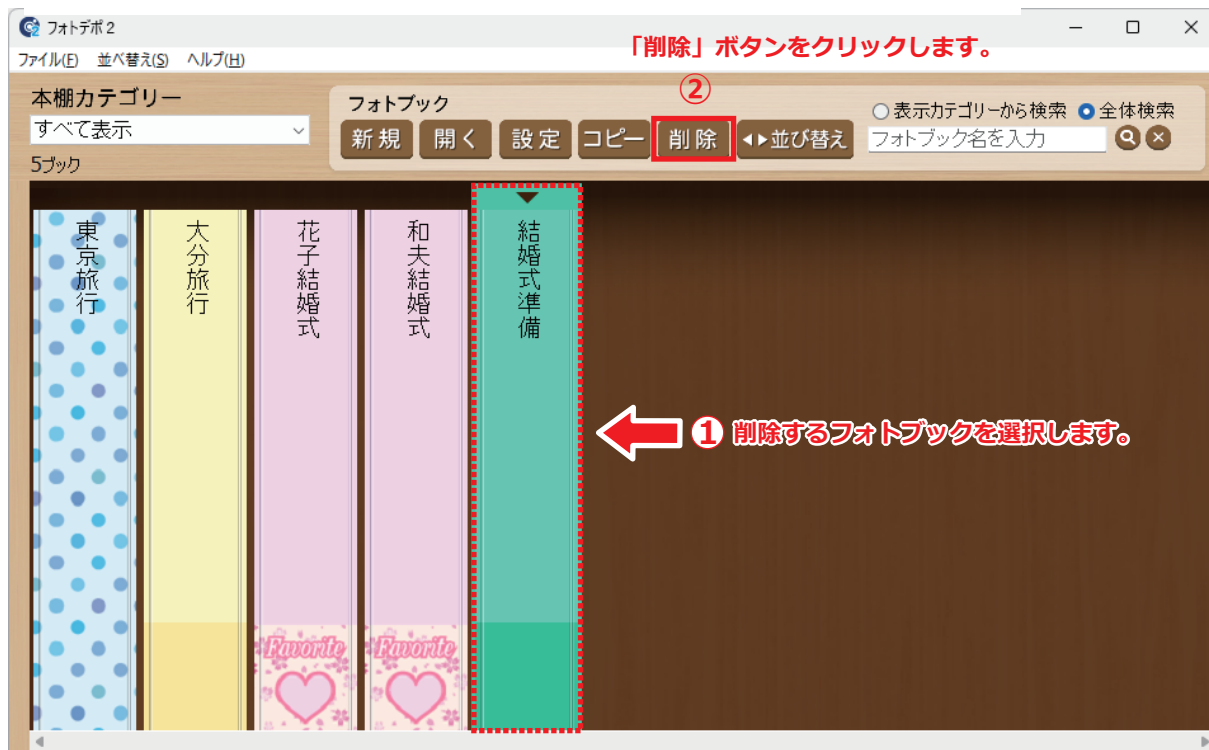 フォトデポ2
ファイル(F) 並べ替え(S) ヘルプ(H)
「削除」ボタンをクリックします。
②
本棚カテゴリー
すべて表示
5ブック
フォトブック
新規 開く 設定 コピー 削除 並び替え
表示カテゴリーから検索 全体検索
フォトブック名を入力
東京旅行
大分旅行
花子結婚式
和夫結婚式
結婚式準備
① 削除するフォトブックを選択します。
Favorite
Favorite